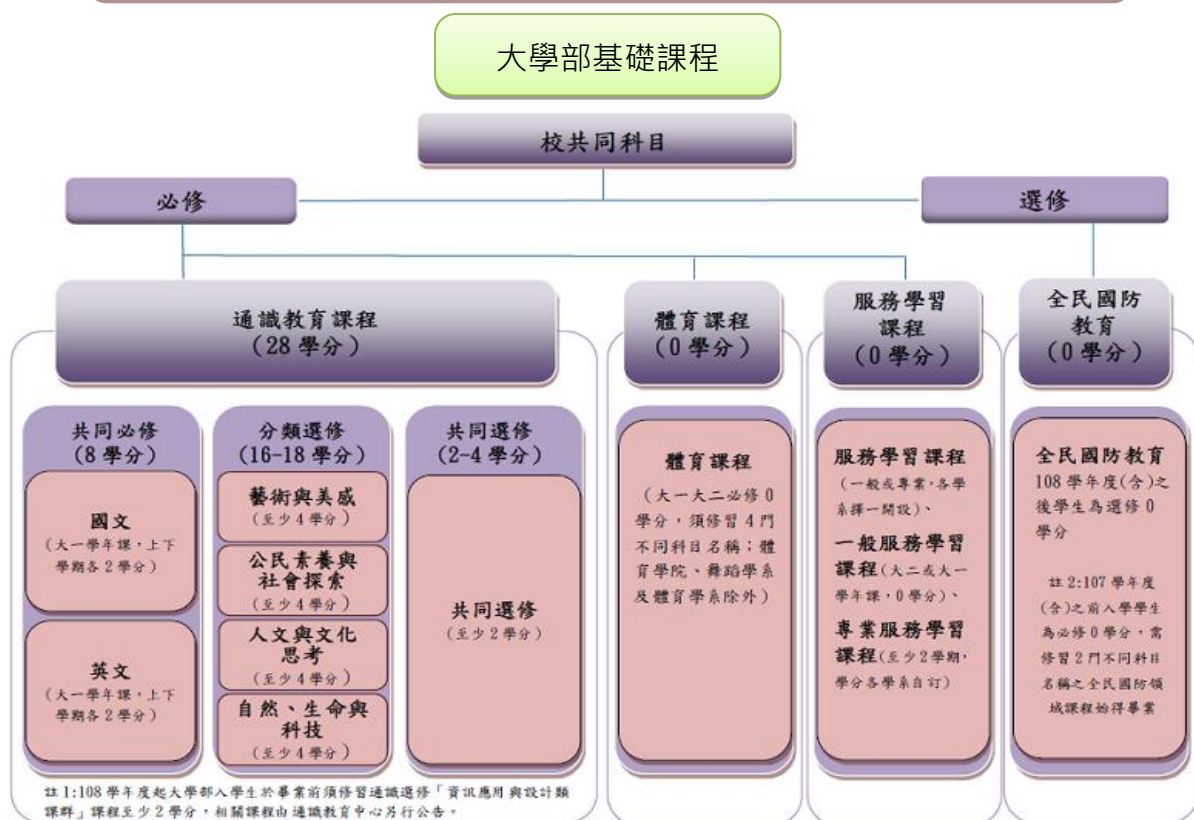 大學部基礎課程
校共同科目
必修
選修
通識教育課程
(28 學分)
體育課程
(0 學分)
服務學習
課程
(0 學分)
全民國防
教育
(0 學分)
共同必修
(8 學分)
國文
(大一學年課，上下
學期各2學分)
英文
(大一學年課，上下
學期各2學分)
分類選修
(16-18 學分)
藝術與美感
(至少4學分)
公民素養與
社會探索
(至少4學分)
人文與文化
思考
(至少4學分)
自然、生命與
科技
(至少4學分)
共同選修
(2-4 學分)
共同選修
(至少2學分)
體育課程
(大一大二必修0
學分，須修習4門
不同科目名稱；體
育學院、舞蹈學系
及體育學系除外)
服務學習課程
(一般或專業，各學
系擇一開設)、
一般服務學習
課程(大二或大一
學年課，0學分)、
專業服務學習
課程(至少2學期，
學分各學系自訂)
全民國防教育
108 學年度(含)之
後學生為選修 0
學分
註 2:107 學年度
(含)之前入學學生
為必修0學分，需
修習2門不同科目
名稱之全民國防領
域課程始得畢業
註1:108 學年度起大學部入學生於畢業前須修習通識選修「資訊應用與設計類
課群」課程至少2學分，相關課程由通識教育中心另行公告。